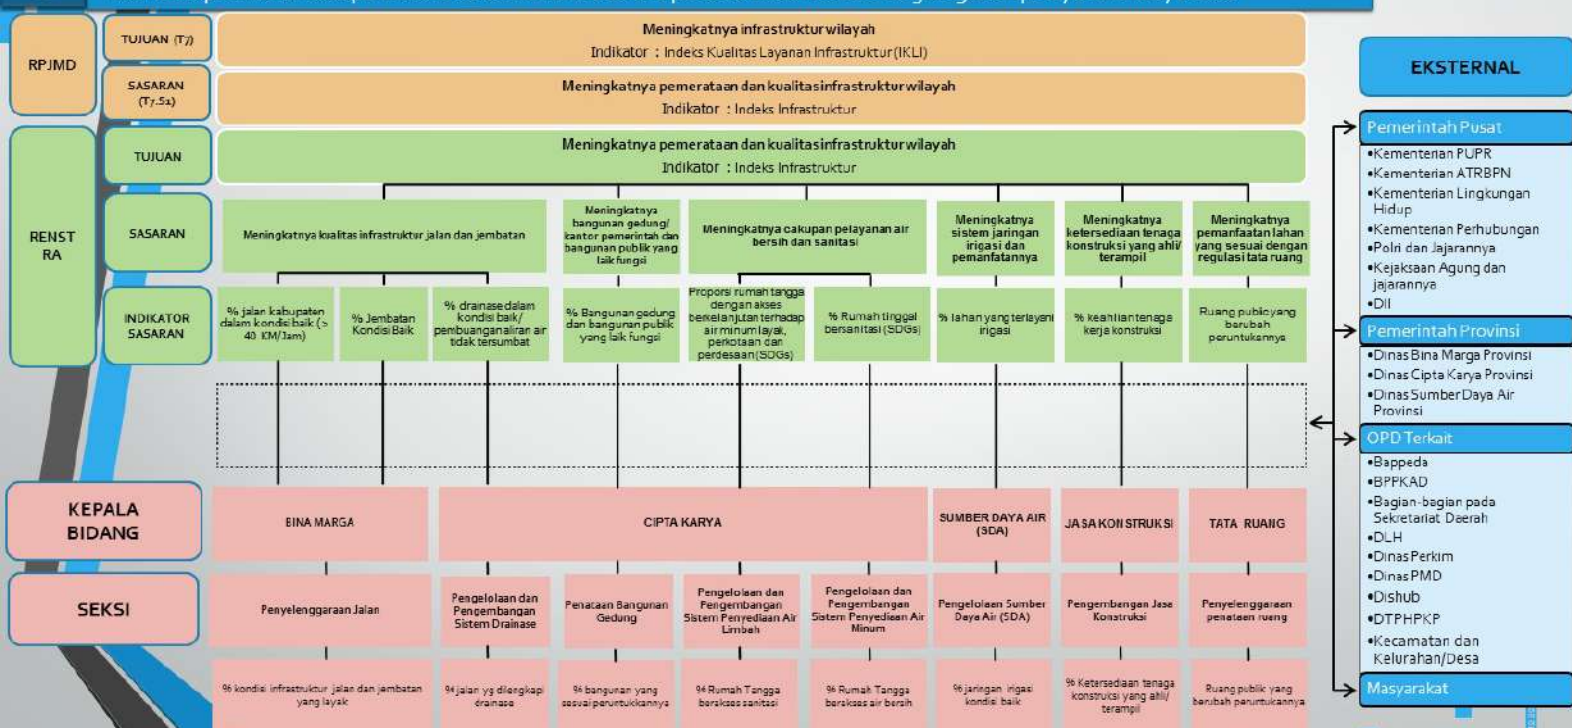 RPJMD
TUJUAN (T7)
Meningkatnya infrastruktur wilayah
Indikator : Indeks Kualitas Layanan Infrastruktur (IKLI)
SASARAN
(T7.S1)
Meningkatnya pemerataan dan kualitas infrastruktur wilayah
Indikator : Indeks Infrastruktur
RENST
RA
TUJUAN
Meningkatnya pemerataan dan kualitas infrastruktur wilayah
Indikator : Indeks Infrastruktur
SASARAN
Meningkatnya kualitas infrastruktur jalan dan jembatan
Meningkatnya
bangunan gedung/
kantor pemerintah dan
bangunan publik yang
laik fungsi
Meningkatnya cakupan pelayanan air
bersih dan sanitasi
Meningkatnya
sistem jaringan
irigasi dan
pemanfatannya
Meningkatnya
ketersediaan tenaga
konstruksi yang ahli/
terampil
Meningkatnya
pemanfaatan lahan
yang sesuai dengan
regulasi tata ruang
INDIKATOR
SASARAN
% jalan kabupaten
dalam kondisi baik (>
40 KM/Jam)
% Jembatan
Kondisi Baik
% drainase dalam
kondisi baik/
pembuangan aliran air
tidak tersumbat
% Bangunan gedung
dan bangunan publik
yang laik fungsi
Proporsi rumah tangga
dengan akses
berkelanjutan terhadap
air minum layak,
perkotaan dan
perdesaan (SDGs)
% Rumah tinggal
bersanitasi (SDGs)
% lahan yang terlayani
irigasi
% keahlian tenaga
kerja konstruksi
Ruang publo yang
berubah
peruntukannya
KEPALA
BIDANG
BINA MARGA
CIPTA KARYA
SUMBER DAYA AIR
(SDA)
JASA KONSTRUKSI
TATA RUANG
SEKSI
Penyelenggaraan Jalan
Pengelolaan dan
Pengembangan
Sistem Drainase
Penataan Bangunan
Gedung
Pengelolaan dan
Pengembangan
Sistem Penyediaan Air
Limbah
Pengelolaan dan
Pengembangan
Sistem Penyediaan Air
Minum
Pengelolaan Sumber
Daya Air (SDA)
Pengembangan Jasa
Konstruksi
Penyelenggaraan
penataan ruang
% kondisi infrastruktur jalan dan jembatan
yang layak
% jalan yg dilengkapi
drainase
% bangunan yang
sesuai peruntukkannya
% Rumah Tangga
berakses sanitasi
% Rumah Tangga
berakses air bersih
% jaringan irigasi
kondisi baik
% Ketersediaan tenaga
konstruksi yang ahli/
terampil
Ruang publik yang
berubah peruntukannya
EKSTERNAL
Pemerintah Pusat
•Kementerian PUPR
•Kementerian ATRBPN
•Kementerian Lingkungan
Hidup
•Kementerian Perhubungan
•Polri dan Jajarannya
•Kejaksaan Agung dan
jajarannya
•Dll
Pemerintah Provinsi
•Dinas Bina Marga Provinsi
•Dinas Cipta Karya Provinsi
•Dinas Sumber Daya Air
Provinsi
OPD Terkait
•Bappeda
•BPPKAD
•Bagian-bagian pada
Sekretariat Daerah
•DLH
•Dinas Perkim
•Dinas PMD
•Dishub
•DTPHPKP
•Kecamatan dan
Kelurahan/Desa
Masyarakat